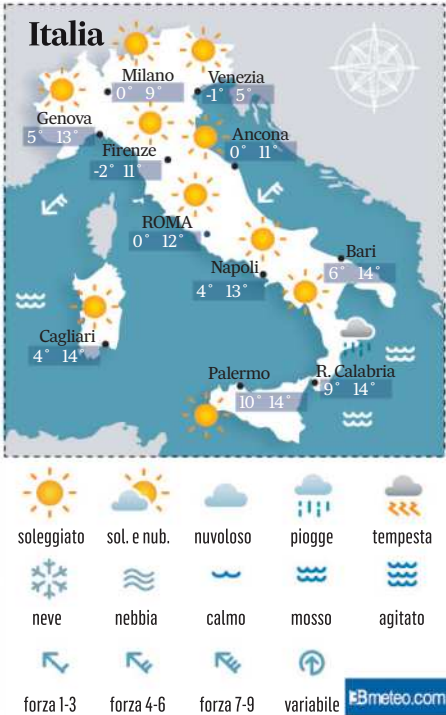 Italia
Milano
0° 9°
Venezia
-1° 5°
Genova
5° 13°
Firenze
-2° 11°
Ancona
0° 11°
ROMA
0° 12°
Napoli
4° 13°
Bari
6° 14°
Cagliari
4° 14
Palermo
10° 14°
R. Calabria
9° 14°
soleggiato sol. e nub. nuvoloso piogge tempesta
neve nebbia calmo mosso agitato
forza 1-3 forza 4-6 forza 7-9 variabile
3Bmeteo.com